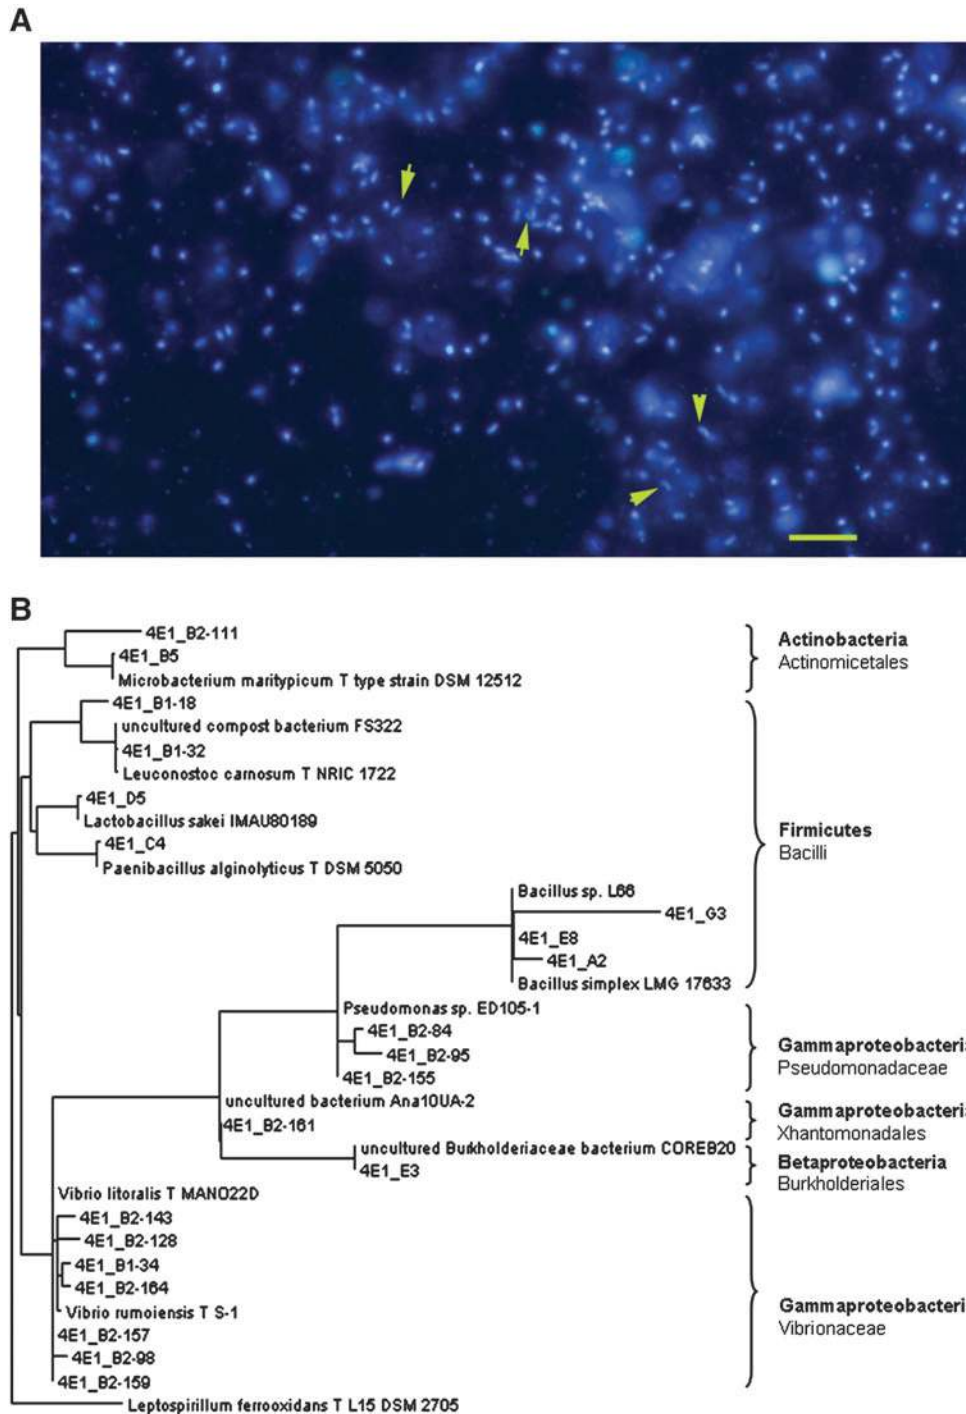 A
B
4E1_B2-111
4E1_B5
Microbacterium maritypicum T type strain DSM 12512
Actinobacteria
Actinomicetales
4E1_B1-18
uncultured compost bacterium FS322
4E1_B1-32
Leuconostoc carnosum T NRIC 1722
4E1_D5
Lactobacillus sakei IMAU80189
4E1_C4
Paenibacillus alginolyticus T DSM 5050
Bacillus sp. L66
4E1_G3
4E1_E8
4E1_A2
Bacillus simplex LMG 17633
Firmicutes
Bacilli
Pseudomonas sp. ED105-1
4E1_B2-84
4E1_B2-95
4E1_B2-155
Gammaproteobacteri
Pseudomonadaceae
uncultured bacterium Ana10UA-2
4E1_B2-161
Gammaproteobacteri
Xhantomonadales
uncultured Burkholderiaceae bacterium COREB20
4E1_E3
Betaproteobacteria
Burkholderiales
Vibrio litoralis T MANO22D
4E1_B2-143
4E1_B2-128
4E1_B1-34
4E1_B2-164
Vibrio rumoiensis T S-1
4E1_B2-157
4E1_B2-98
4E1_B2-159
Gammaproteobacteri
Vibrionaceae
Leptospirillum ferrooxidans T L15 DSM 2705